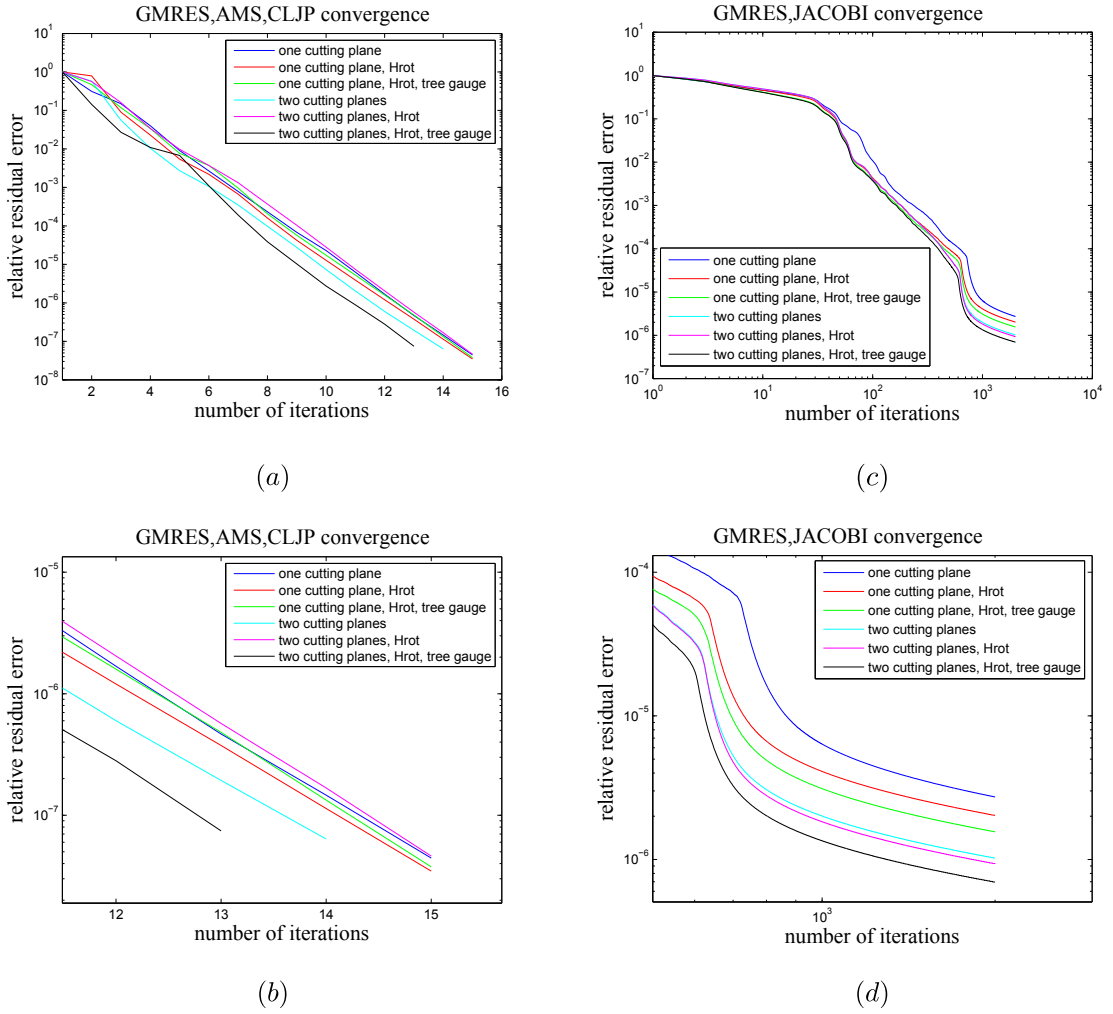 GMRES,AMS,CLJP convergence
10^1
10^0
10^-1
10^-2
10^-3
10^-4
10^-5
10^-6
10^-7
10^-8
relative residual error
one cutting plane
one cutting plane, Hrot
one cutting plane, Hrot, tree gauge
two cutting planes
two cutting planes, Hrot
two cutting planes, Hrot, tree gauge
2 4 6 8 10 12 14 16
number of iterations
(a)
GMRES,JACOBI convergence
10^1
10^0
10^-1
10^-2
10^-3
10^-4
10^-5
10^-6
10^-7
relative residual error
one cutting plane
one cutting plane, Hrot
one cutting plane, Hrot, tree gauge
two cutting planes
two cutting planes, Hrot
two cutting planes, Hrot, tree gauge
10^0 10^1 10^2 10^3 10^4
number of iterations
(c)
GMRES,AMS,CLJP convergence
10^-5
10^-6
10^-7
relative residual error
one cutting plane
one cutting plane, Hrot
one cutting plane, Hrot, tree gauge
two cutting planes
two cutting planes, Hrot
two cutting planes, Hrot, tree gauge
12 13 14 15
number of iterations
(b)
GMRES,JACOBI convergence
10^-4
10^-5
10^-6
relative residual error
one cutting plane
one cutting plane, Hrot
one cutting plane, Hrot, tree gauge
two cutting planes
two cutting planes, Hrot
two cutting planes, Hrot, tree gauge
10^3
number of iterations
(d)